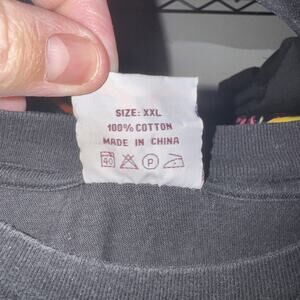 SIZE: XXL
100% COTTON
MADE IN CHINA
40 P